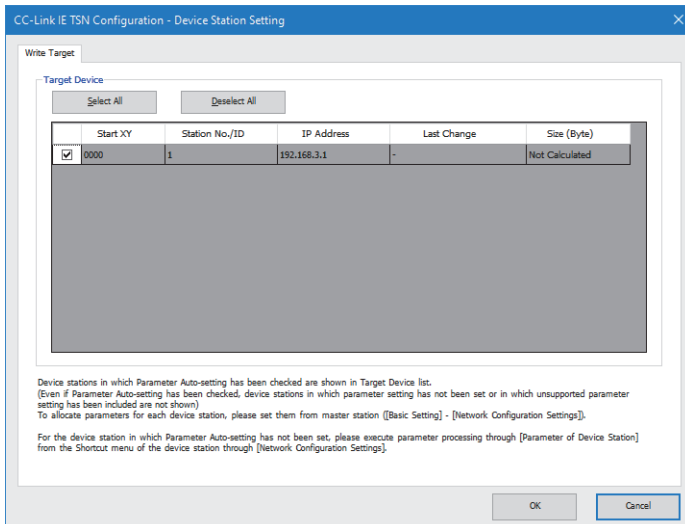 CC-Link IE TSN Configuration - Device Station Setting
Write Target
Target Device
Select All Deselect All
Start XY Station No./ID IP Address Last Change Size (Byte)
0000 1 192.168.3.1 - Not Calculated
Device stations in which Parameter Auto-setting has been checked are shown in Target Device list.
(Even if Parameter Auto-setting has been checked, device stations in which parameter setting has not been set or in which unsupported parameter
setting has been included are not shown)
To allocate parameters for each device station, please set them from master station ([Basic Setting] - [Network Configuration Settings]).
For the device station in which Parameter Auto-setting has not been set, please execute parameter processing through [Parameter of Device Station]
from the Shortcut menu of the device station through [Network Configuration Settings].
OK Cancel